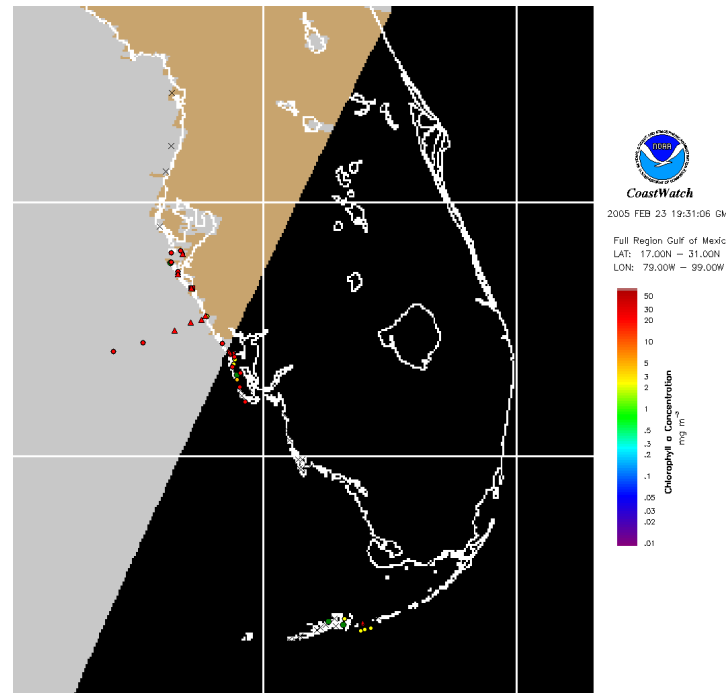 NOAA
CoastWatch
2005 FEB 23 19:31:06 GM
Full Region Gulf of Mexic
LAT: 17.00N – 31.00N
LON: 79.00W – 99.00W
50
30
20
10
5
3
2
1
.5
.3
.2
.1
.05
.03
.02
.01
Chlorophyll a Concentration
mg m⁻³